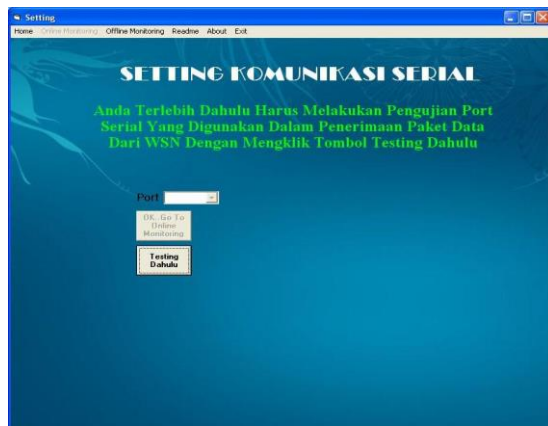 Setting
Home Online Monitoring Offline Monitoring Readme About Exit
SETTING KOMUNIKASI SERIAL
Anda Terlebih Dahulu Harus Melakukan Pengujian Port
Serial Yang Digunakan Dalam Penerimaan Paket Data
Dari WSN Dengan Mengklik Tombol Testing Dahulu
Port
OK. Go To
Online
Monitoring
Testing
Dahulu